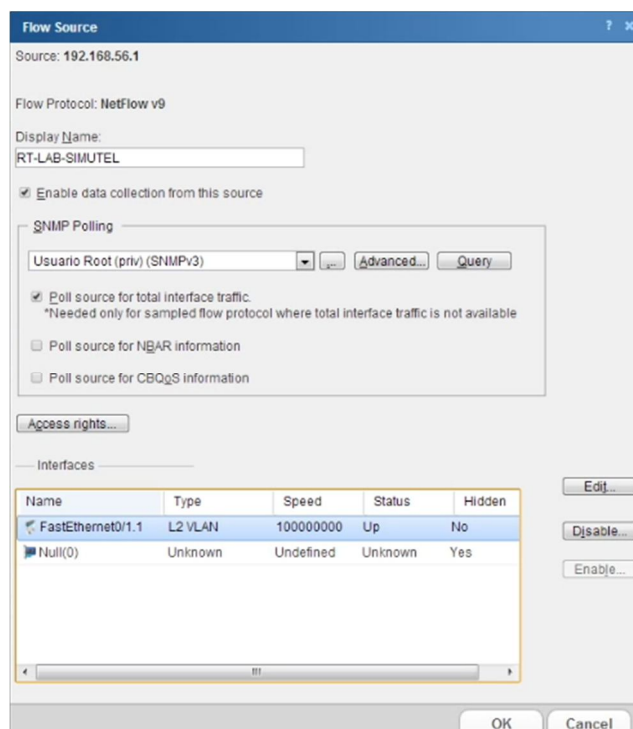 Flow Source ? x
Source: 192.168.56.1
Flow Protocol: NetFlow v9
Display Name:
RT-LAB-SIMUTEL
Enable data collection from this source
SNMP Polling
Usuario Root (priv) (SNMPv3) ... Advanced... Query
Poll source for total interface traffic.
*Needed only for sampled flow protocol where total interface traffic is not available
Poll source for NBAR information
Poll source for CBQoS information
Access rights...
Interfaces
Edit...
Name Type Speed Status Hidden
FastEthernet0/1.1 L2 VLAN 100000000 Up No
Disable...
Null(0) Unknown Undefined Unknown Yes
Enable...
OK Cancel